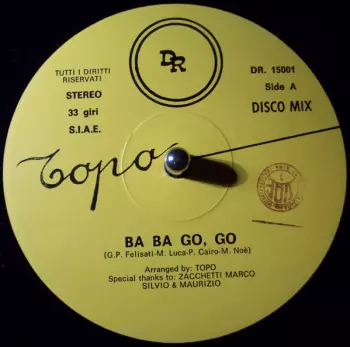 TUTTI I DIRITTI
RISERVATI
STEREO
33 giri
S.I.A.E.
DR
DR. 15001
Side A
DISCO MIX
Topo
BA BA GO, GO
(G.P. Felisati-M. Luca-P. Cairo-M. Noè)
Arranged by: TOPO
Special thanks to: ZACCHETTI MARCO
SILVIO & MAURIZIO